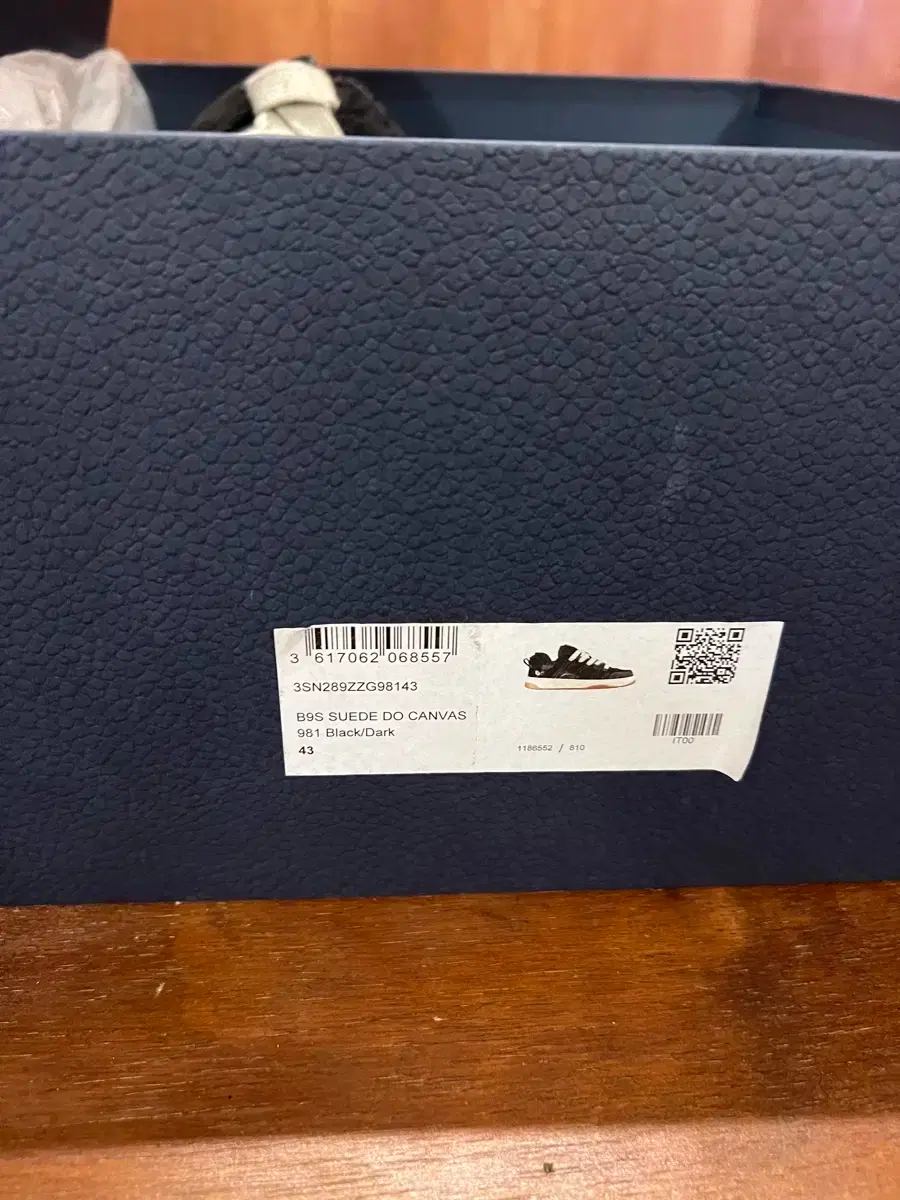 3 617062 068557
3SN289ZZG98143
B9S SUEDE DO CANVAS
981 Black/Dark
43
1186552 / 810
IT00